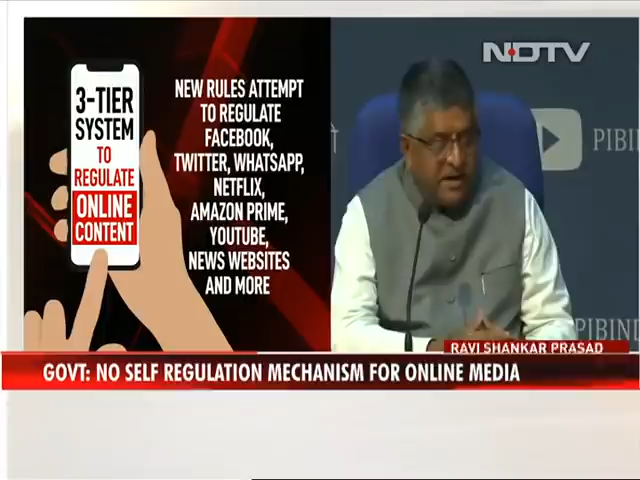 NDTV
3-TIER
SYSTEM
TO
REGULATE
ONLINE
CONTENT
NEW RULES ATTEMPT
TO REGULATE
FACEBOOK,
TWITTER, WHATSAPP,
NETFLIX,
AMAZON PRIME,
YOUTUBE,
NEWS WEBSITES
AND MORE
PIBIND
PIBINDI
RAVI SHANKAR PRASAD
GOVT: NO SELF REGULATION MECHANISM FOR ONLINE MEDIA